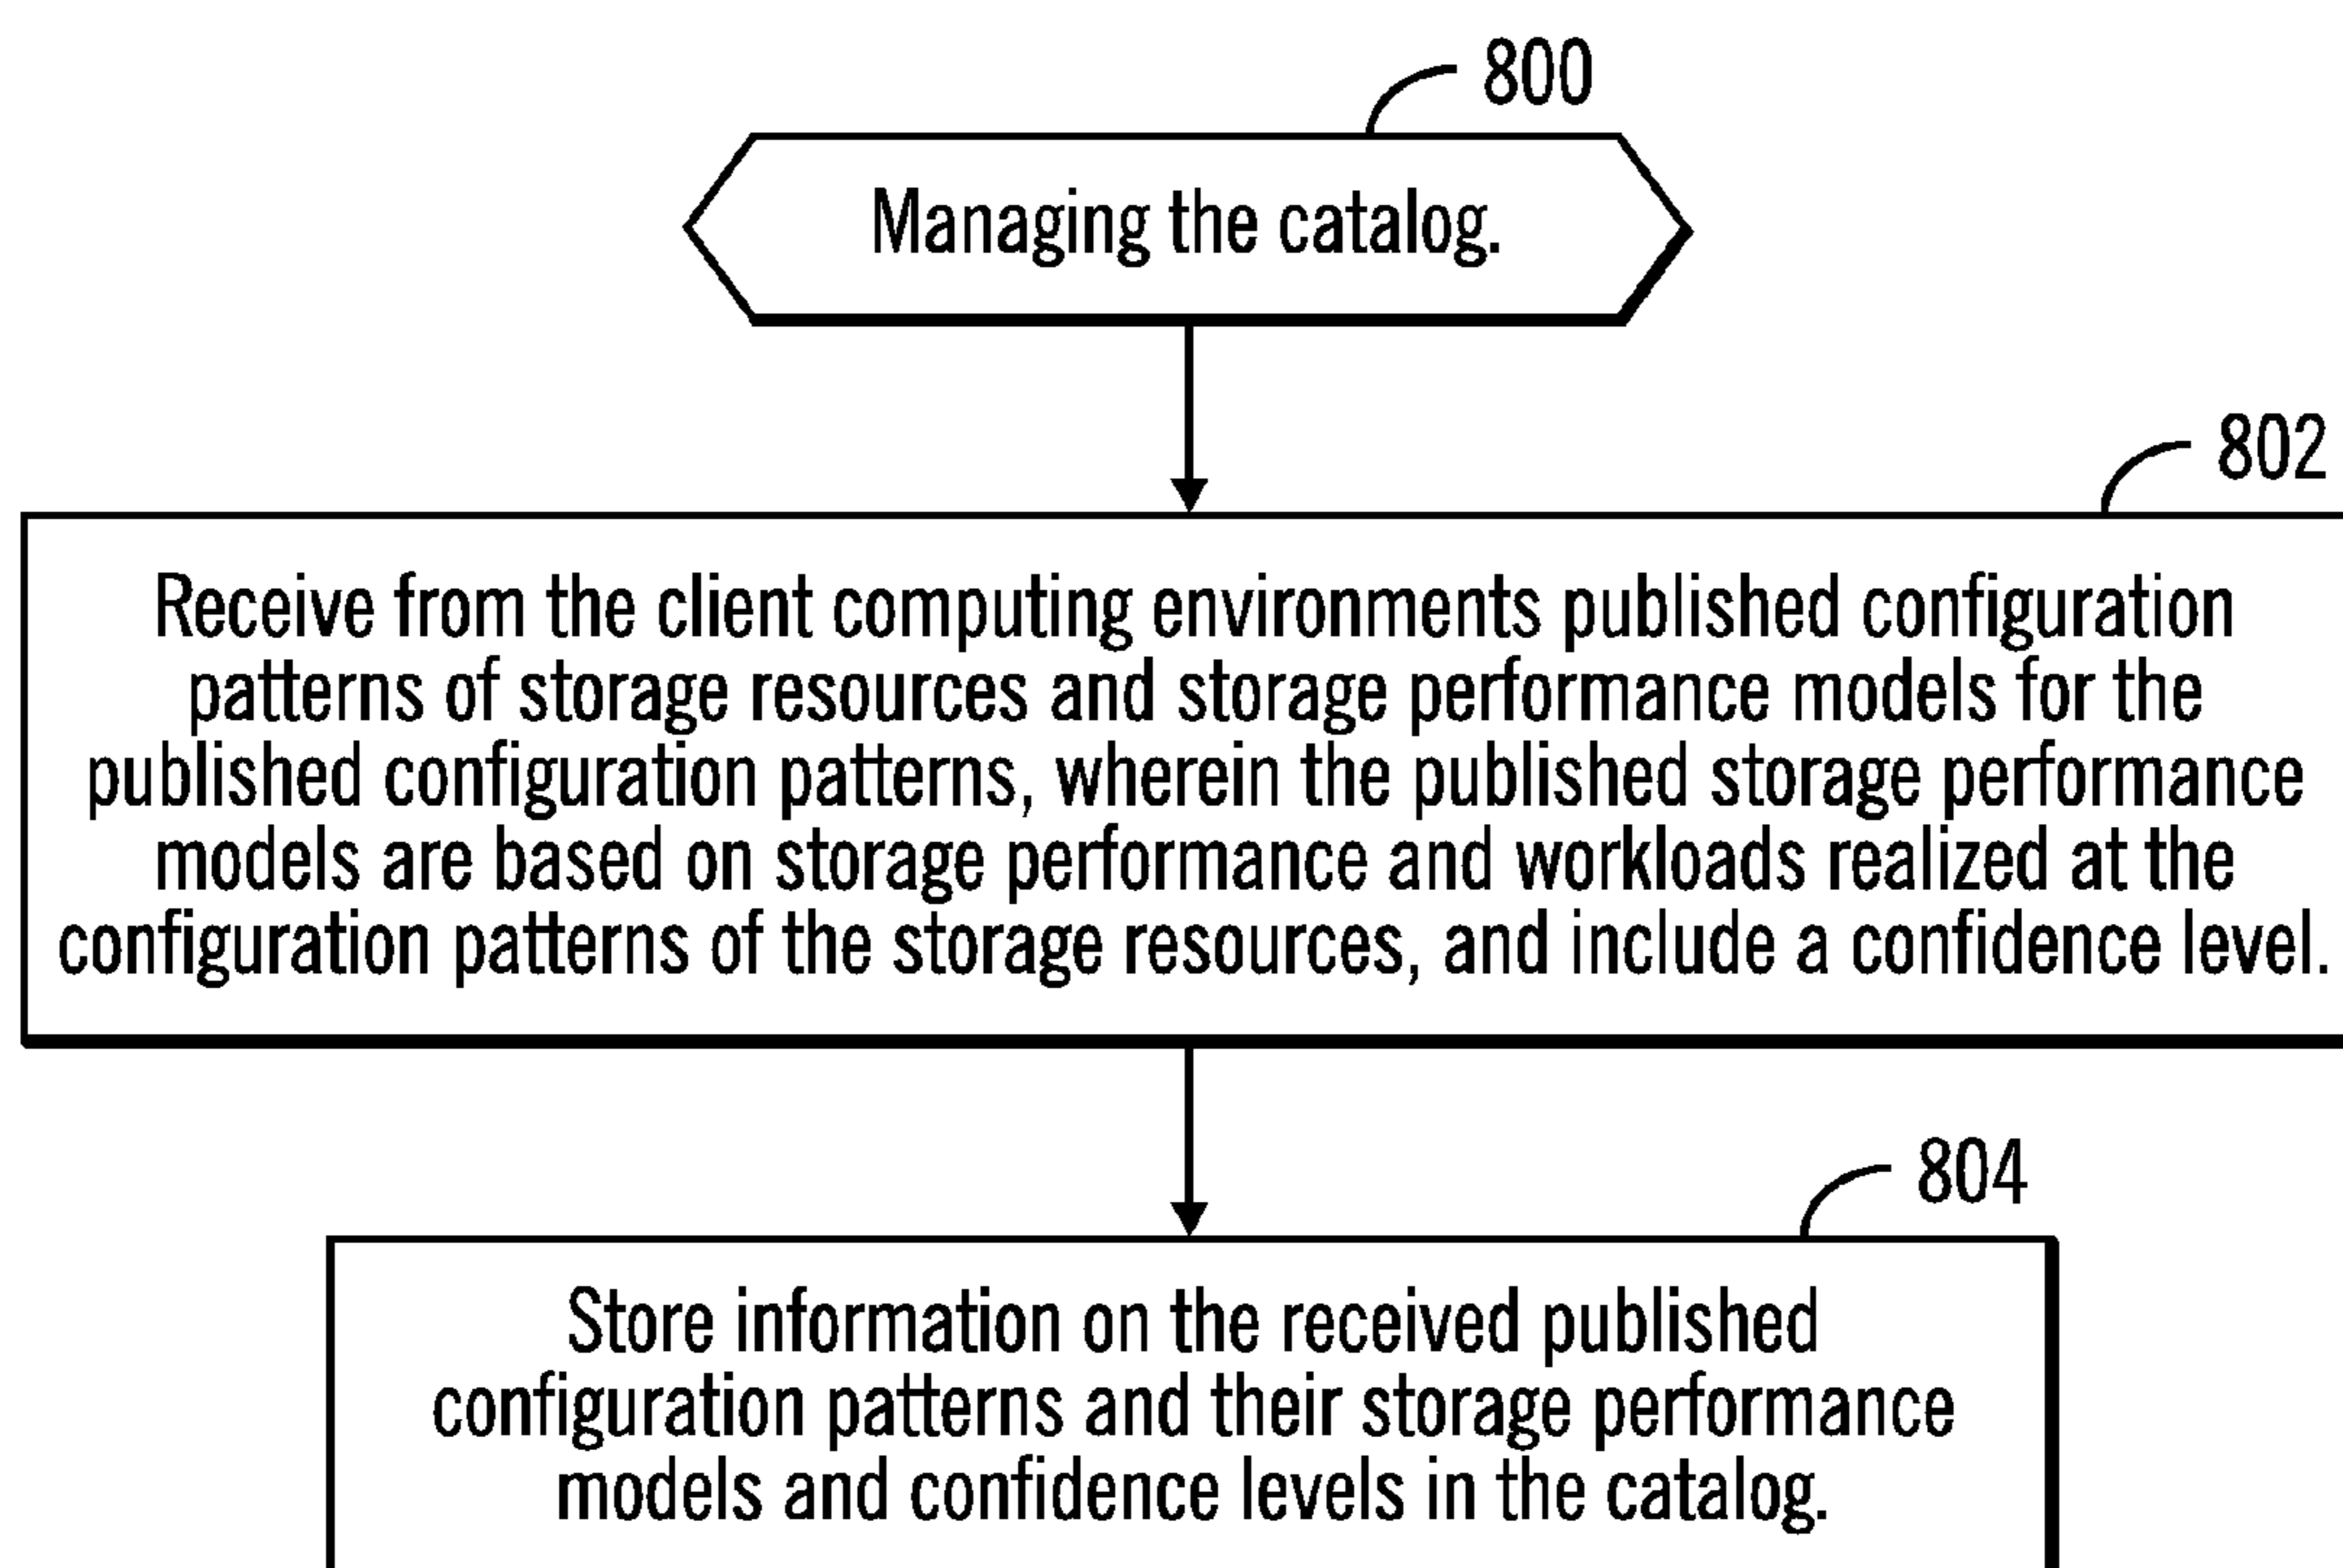 800
Managing the catalog.
802
Receive from the client computing environments published configuration
patterns of storage resources and storage performance models for the
published configuration patterns, wherein the published storage performance
models are based on storage performance and workloads realized at the
configuration patterns of the storage resources, and include a confidence level.
804
Store information on the received published
configuration patterns and their storage performance
models and confidence levels in the catalog.